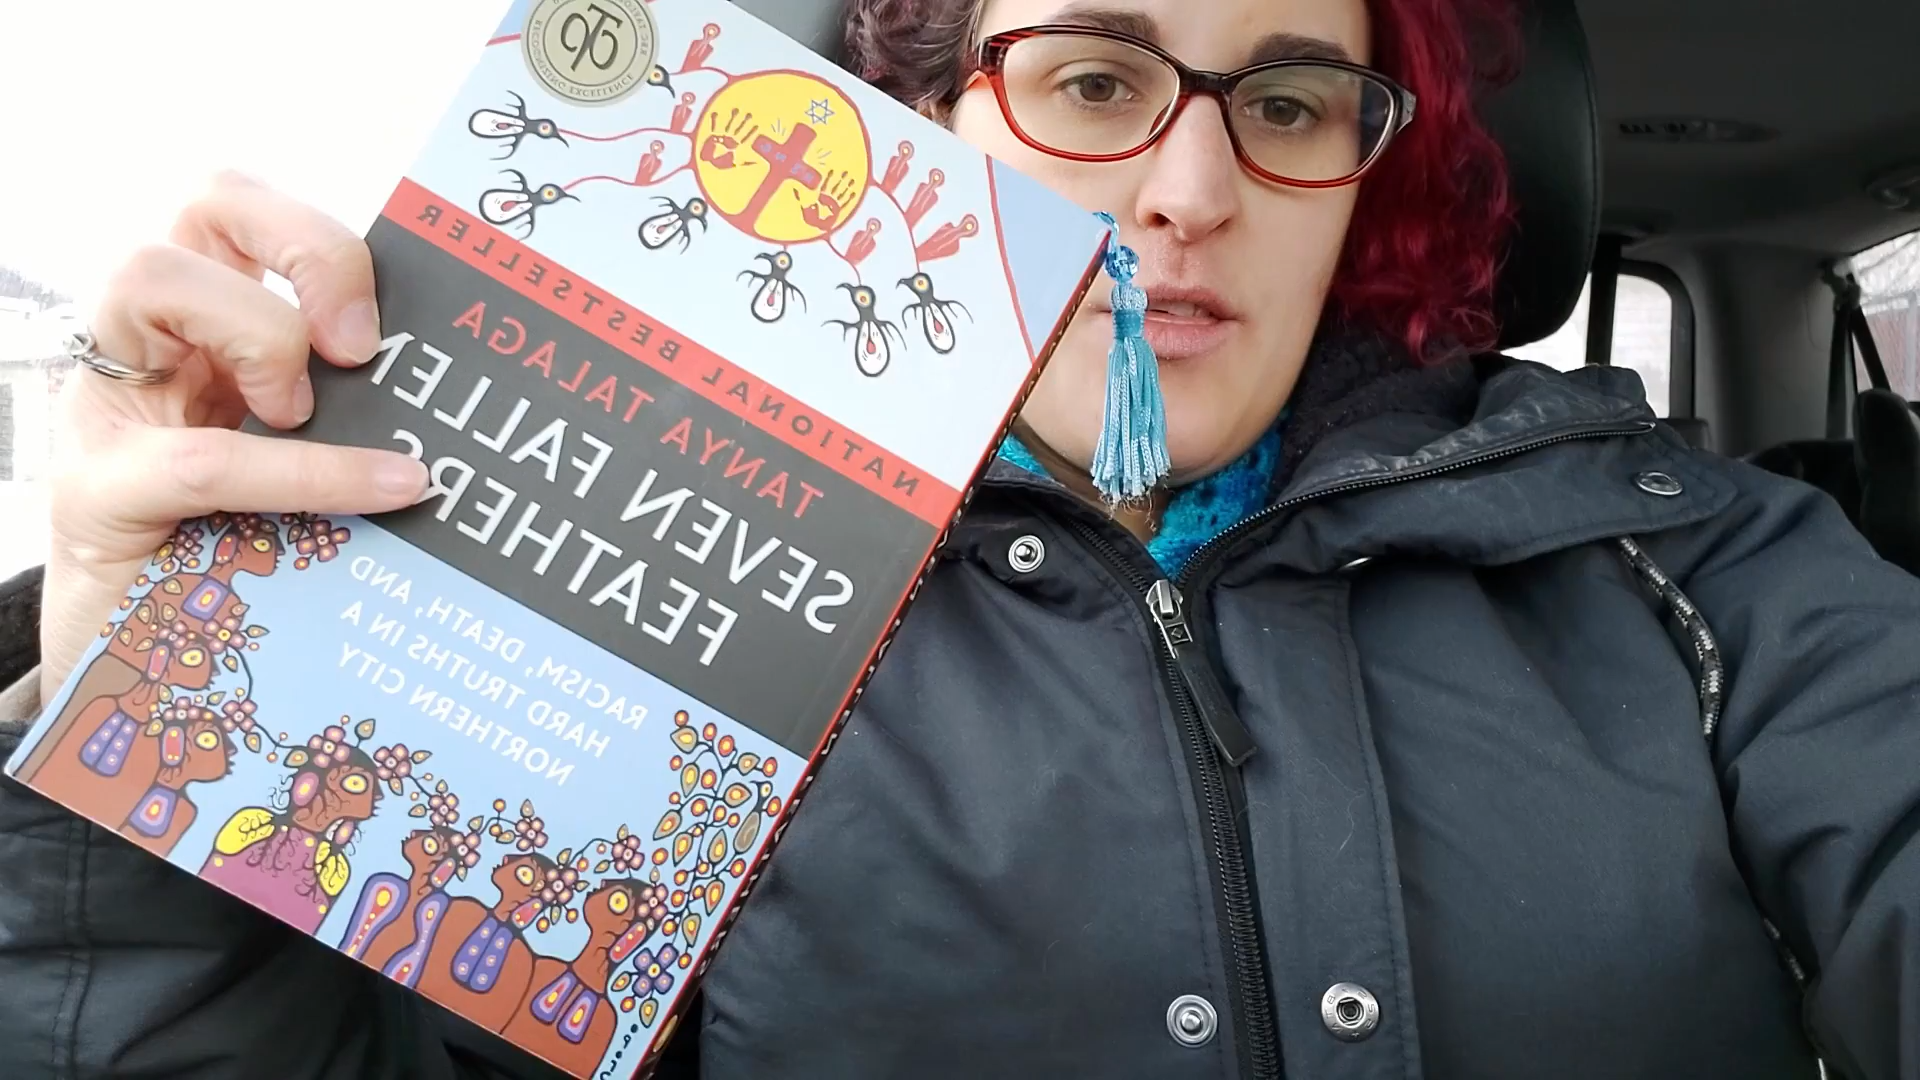 NATIONAL BESTSELLER
TANYA TALAGA
SEVEN FALLEN
FEATHERS
RACISM, DEATH, AND
HARD TRUTHS IN A
NORTHERN CITY